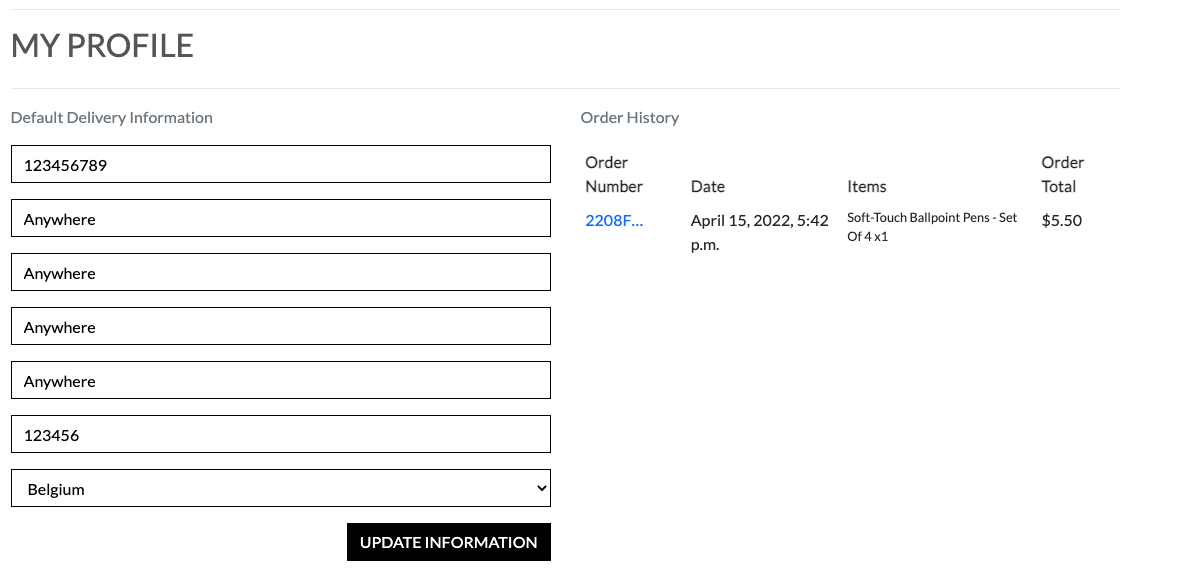 MY PROFILE
Default Delivery Information
123456789
Anywhere
Anywhere
Anywhere
Anywhere
123456
Belgium
UPDATE INFORMATION
Order History
Order
Number
Date
Items
Order
Total
2208F...
April 15, 2022, 5:42
p.m.
Soft-Touch Ballpoint Pens - Set
Of 4 x1
$5.50